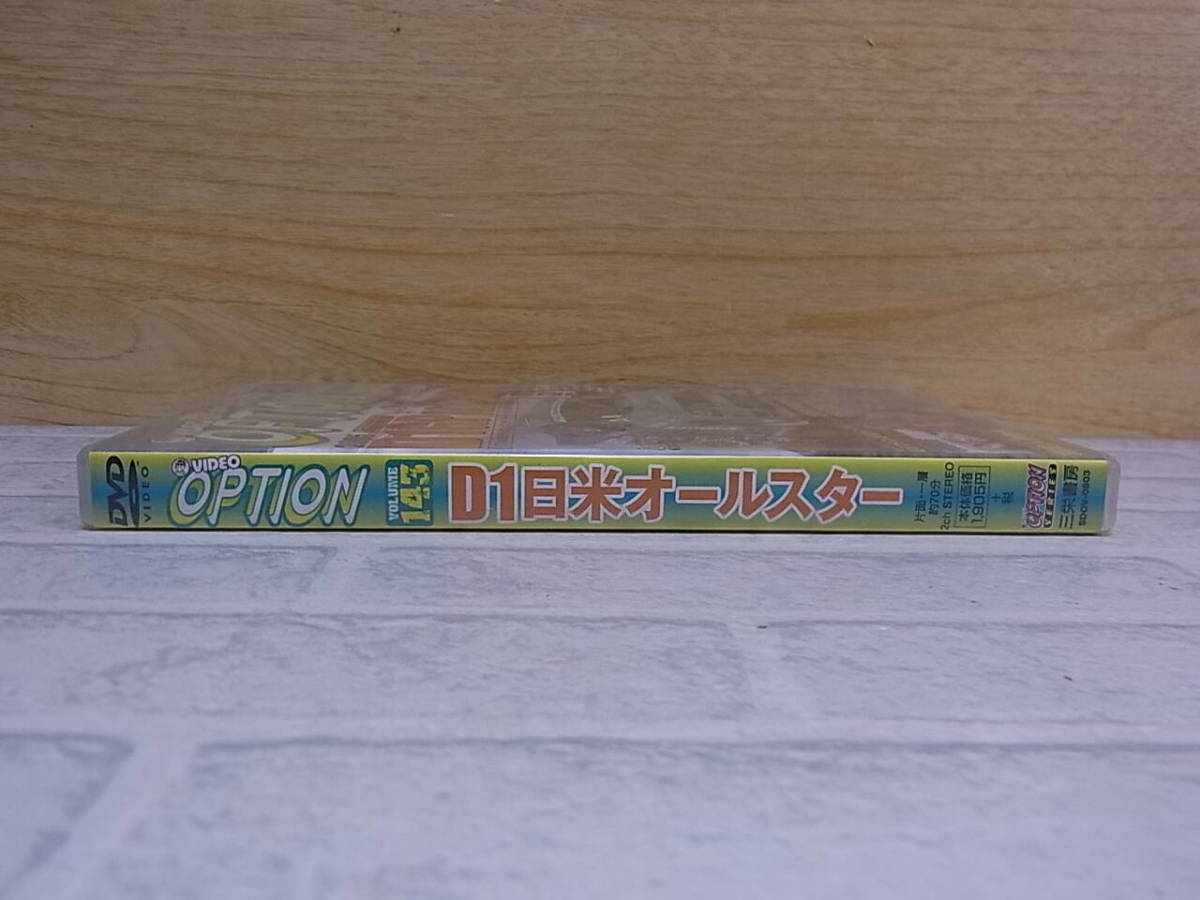 DVD
VIDEO
VIDEO
OPTION
VOLUME
143
D1日米オールスター
片面・一層
約70分
2ch STEREO
本体価格
1,905円
+
税
OPTION
SERIES
三栄書房
SDOV-0903